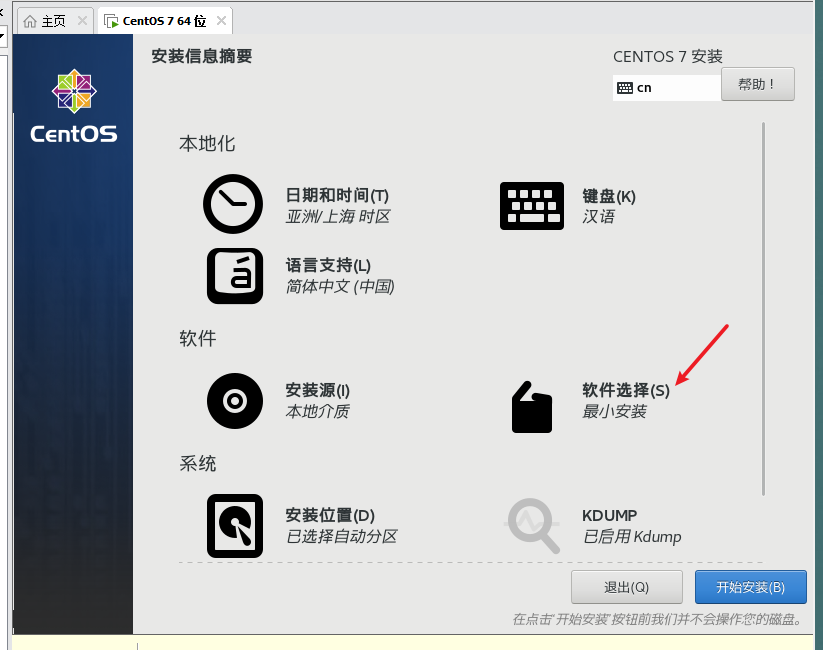 主页
CentOS 7 64 位
安装信息摘要
CENTOS 7 安装
cn
帮助！
CentOS
本地化
日期和时间(T)
亚洲/上海 时区
键盘(K)
汉语
语言支持(L)
简体中文 (中国)
软件
安装源(I)
本地介质
软件选择(S)
最小安装
系统
安装位置(D)
已选择自动分区
KDUMP
已启用 Kdump
退出(Q)
开始安装(B)
在点击'开始安装'按钮前我们并不会操作您的磁盘。